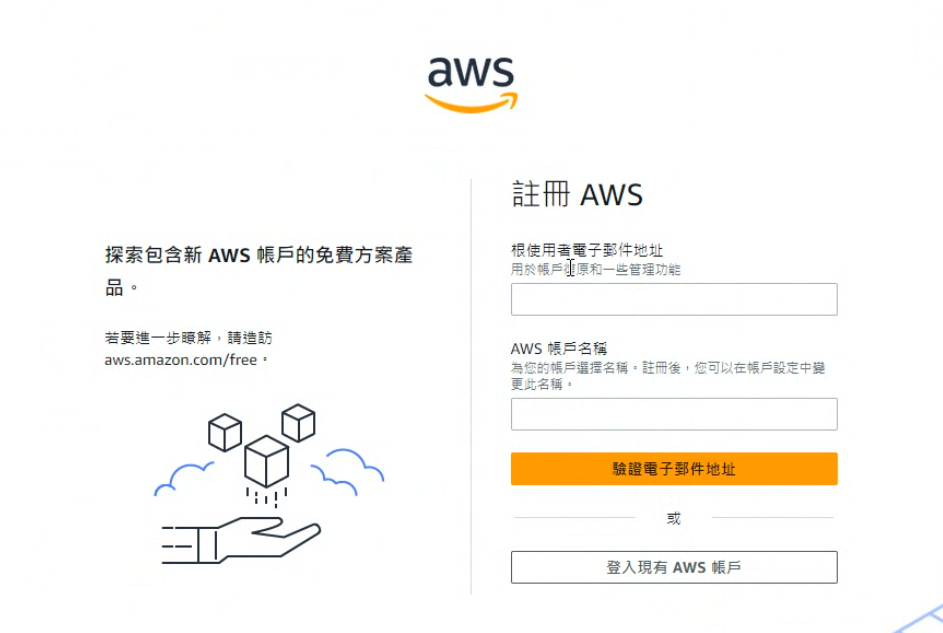 aws
探索包含新 AWS 帳戶的免費方案產
品。
若要進一步瞭解，請造訪
aws.amazon.com/free。
註冊 AWS
根使用者電子郵件地址
用於帳戶復原和一些管理功能
AWS 帳戶名稱
為您的帳戶選擇名稱。註冊後，您可以在帳戶設定中變
更此名稱。
驗證電子郵件地址
或
登入現有 AWS 帳戶